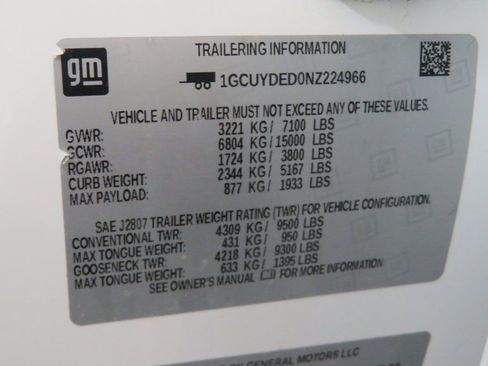 gm
TRAILERING INFORMATION
1GCUYDED0NZ224966
VEHICLE AND TRAILER MUST NOT EXCEED ANY OF THESE VALUES.
GVWR: 3221 KG / 7100 LBS
GCWR: 6804 KG / 15000 LBS
RGAWR: 1724 KG / 3800 LBS
CURB WEIGHT: 2344 KG / 5167 LBS
MAX PAYLOAD: 877 KG / 1933 LBS
SAE J2807 TRAILER WEIGHT RATING (TWR) FOR VEHICLE CONFIGURATION.
CONVENTIONAL TWR: 4309 KG / 9500 LBS
MAX TONGUE WEIGHT: 431 KG / 950 LBS
GOOSENECK TWR: 4218 KG / 9300 LBS
MAX TONGUE WEIGHT: 633 KG / 1395 LBS
SEE OWNER'S MANUAL FOR MORE INFORMATION
GENERAL MOTORS LLC